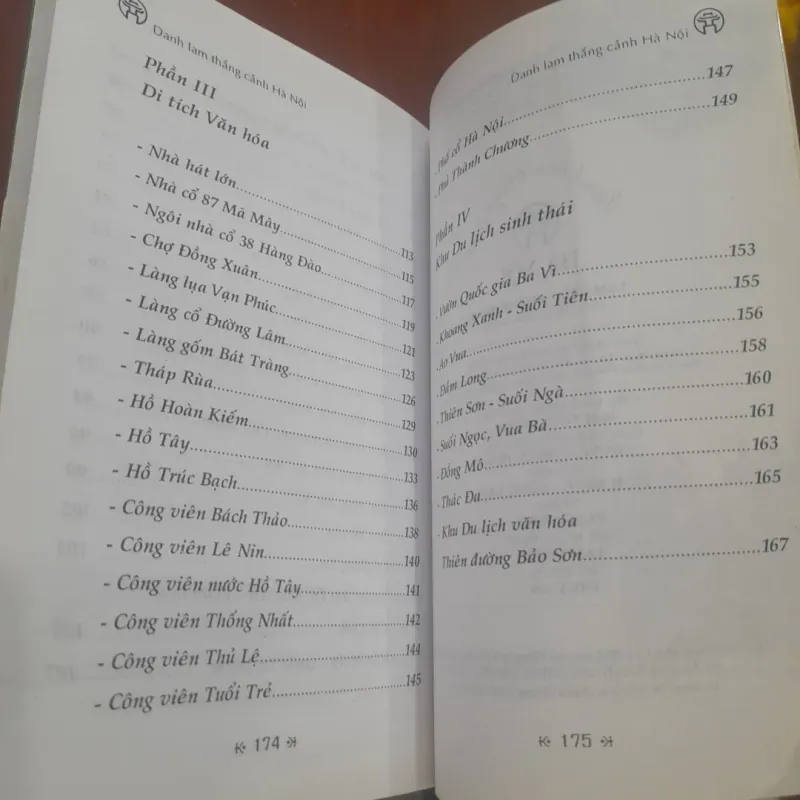 Danh lam thắng cảnh Hà Nội
Phần III
Di tích Văn hóa
- Nhà hát lớn..........113
- Nhà cổ 87 Mã Mây..........115
- Ngôi nhà cổ 38 Hàng Đào..........117
- Chợ Đồng Xuân..........119
- Làng lụa Vạn Phúc..........121
- Làng cổ Đường Lâm..........123
- Làng gốm Bát Tràng..........126
- Tháp Rùa..........129
- Hồ Hoàn Kiếm..........130
- Hồ Tây..........133
- Hồ Trúc Bạch..........136
- Công viên Bách Thảo..........138
- Công viên Lê Nin..........140
- Công viên nước Hồ Tây..........141
- Công viên Thống Nhất..........142
- Công viên Thủ Lệ..........144
- Công viên Tuổi Trẻ..........145
174
Danh lam thắng cảnh Hà Nội
- Phố cổ Hà Nội..........147
- Phủ Thành Chương..........149
Phần IV
Khu Du lịch sinh thái
- Vườn Quốc gia Ba Vì..........153
- Khoang Xanh - Suối Tiên..........155
- Ao Vua..........156
- Đầm Long..........158
- Thiên Sơn - Suối Ngà..........160
- Suối Ngọc, Vua Bà..........161
- Đồng Mô..........163
- Thác Đa..........165
- Khu Du lịch văn hóa
Thiên đường Bảo Sơn..........167
175